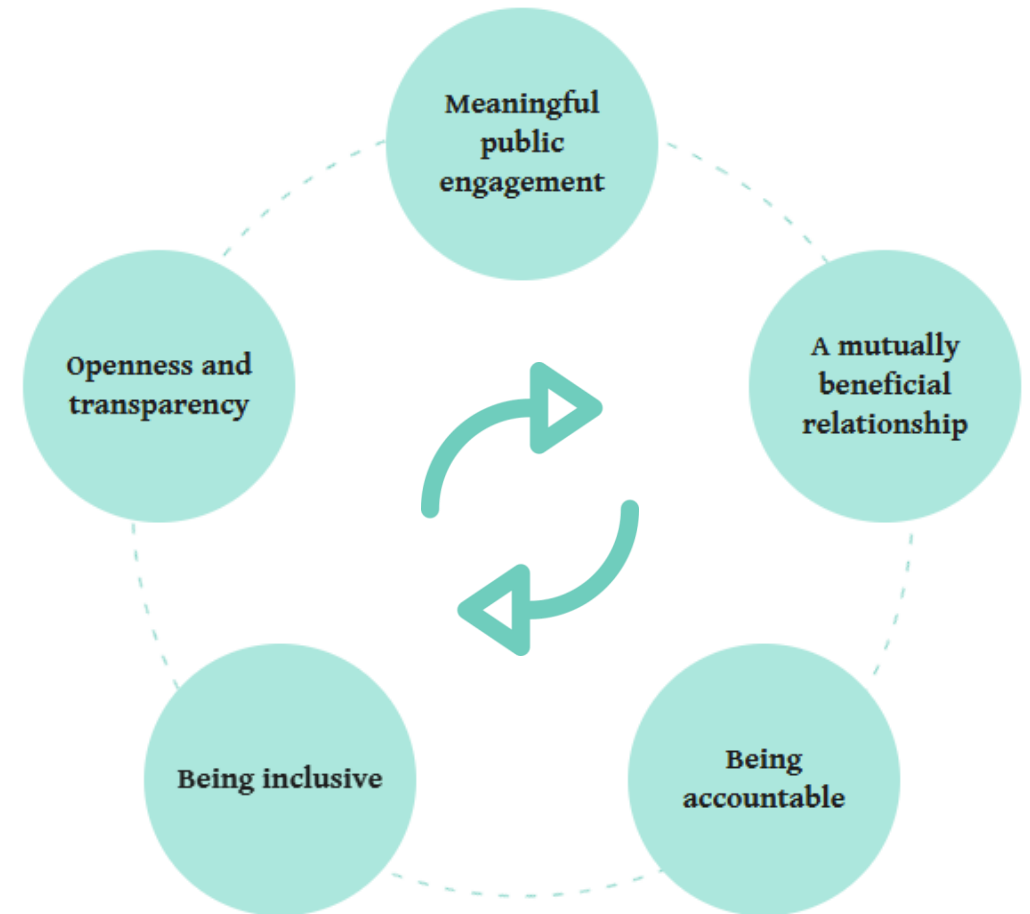 Meaningful
public
engagement
A mutually
beneficial
relationship
Being
accountable
Being inclusive
Openness and
transparency